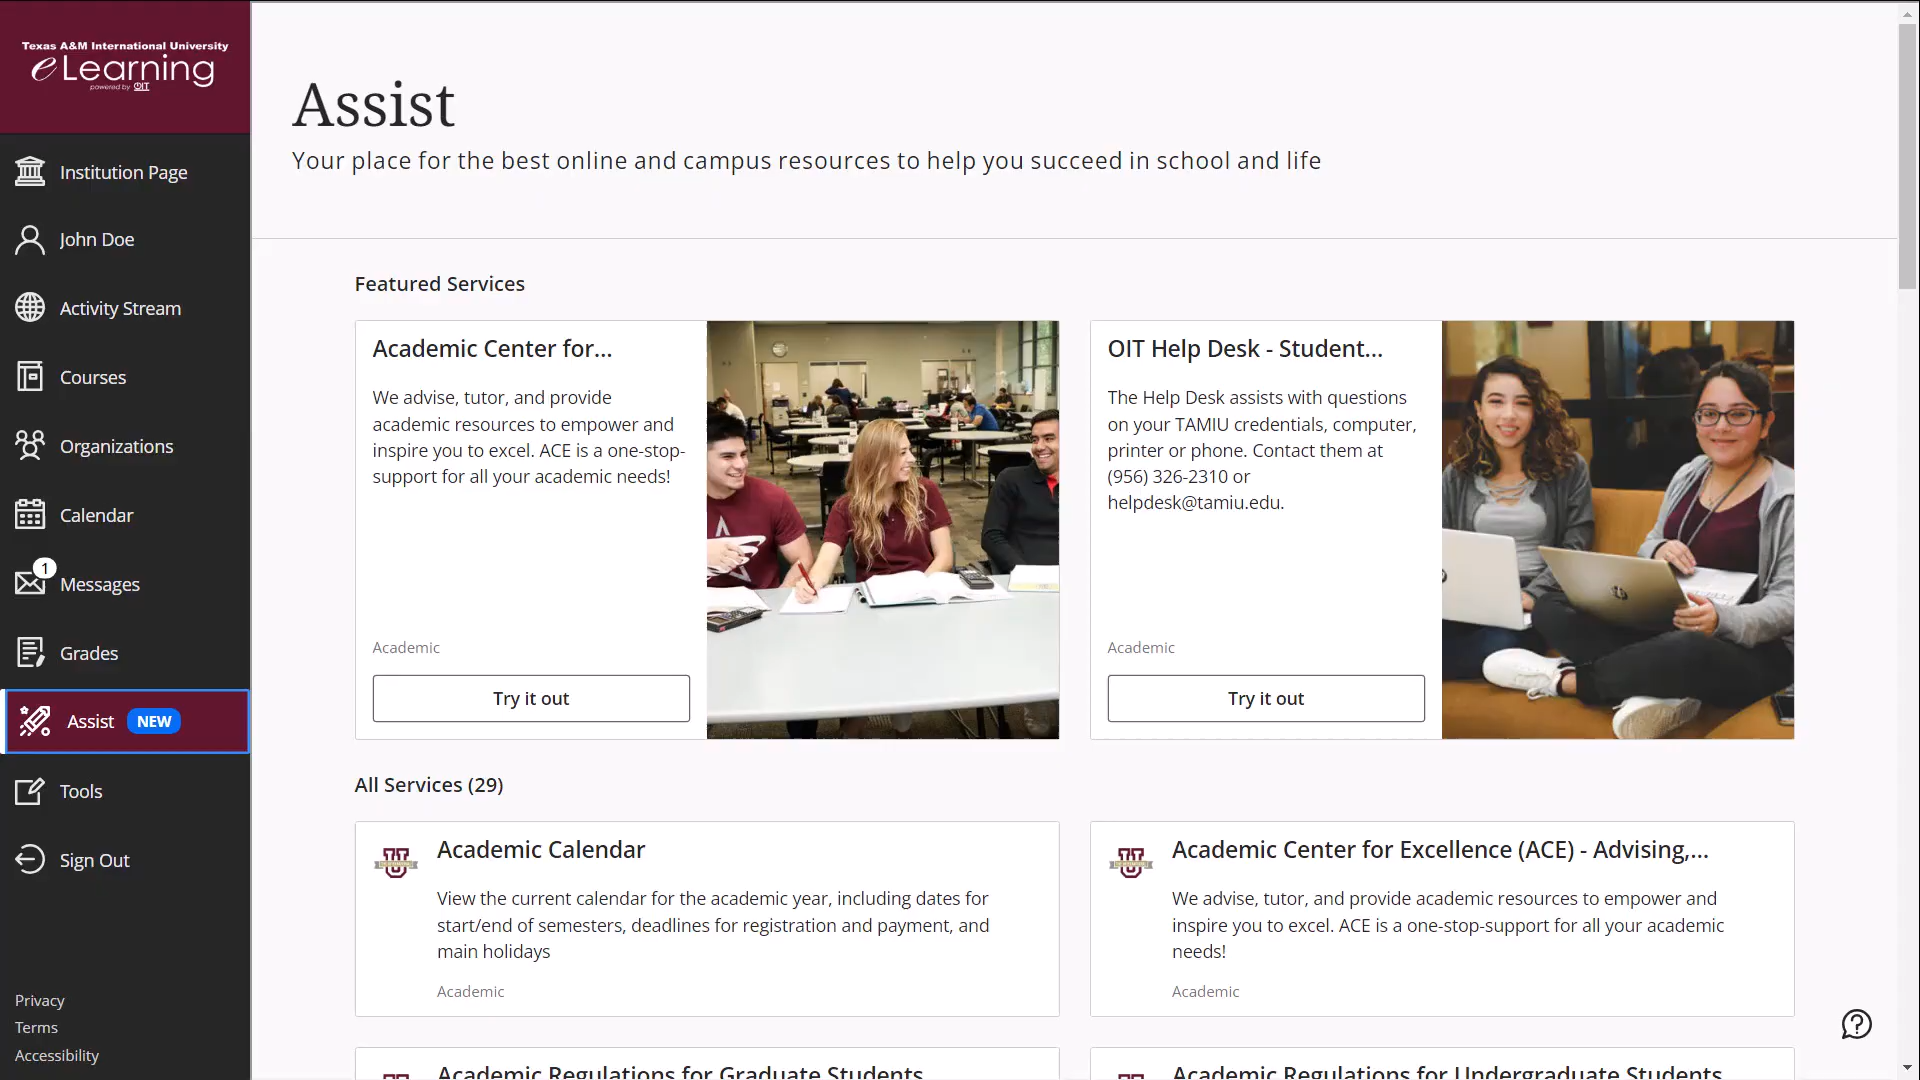 Texas A&M International University
eLearning
powered by OIT
Institution Page
John Doe
Activity Stream
Courses
Organizations
Calendar
1
Messages
Grades
Assist NEW
Tools
Sign Out
Privacy
Terms
Accessibility
Assist
Your place for the best online and campus resources to help you succeed in school and life
Featured Services
Academic Center for...
We advise, tutor, and provide
academic resources to empower and
inspire you to excel. ACE is a one-stop-
support for all your academic needs!
Academic
Try it out
OIT Help Desk - Student...
The Help Desk assists with questions
on your TAMIU credentials, computer,
printer or phone. Contact them at
(956) 326-2310 or
helpdesk@tamiu.edu.
Academic
Try it out
All Services (29)
Academic Calendar
View the current calendar for the academic year, including dates for
start/end of semesters, deadlines for registration and payment, and
main holidays
Academic
Academic Center for Excellence (ACE) - Advising,...
We advise, tutor, and provide academic resources to empower and
inspire you to excel. ACE is a one-stop-support for all your academic
needs!
Academic
Academic Regulations for Graduate Students
Academic Regulations for Undergraduate Students